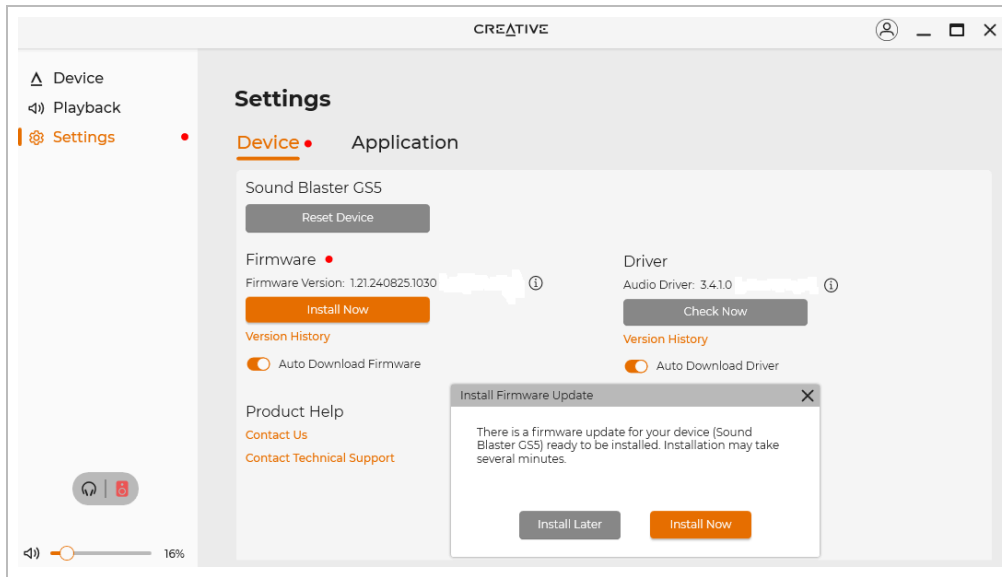 CREATIVE
Device
Playback
Settings
16%
Settings
Device
Application
Sound Blaster GS5
Reset Device
Firmware
Firmware Version: 1.21.240825.1030
Install Now
Version History
Auto Download Firmware
Driver
Audio Driver: 3.4.1.0
Check Now
Version History
Auto Download Driver
Product Help
Contact Us
Contact Technical Support
Install Firmware Update
There is a firmware update for your device (Sound
Blaster GS5) ready to be installed. Installation may take
several minutes.
Install Later
Install Now